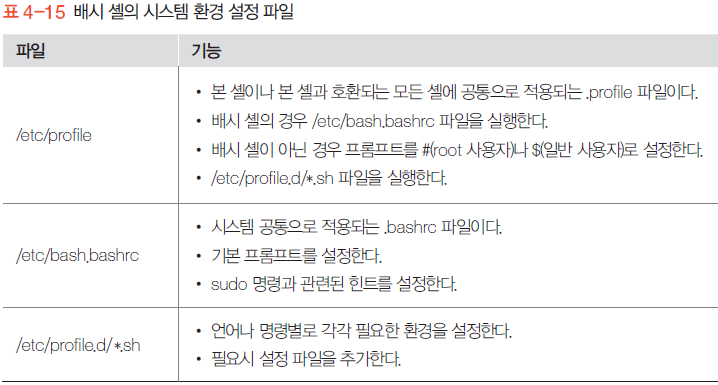 표 4-15 배시 셸의 시스템 환경 설정 파일
파일 기능
/etc/profile
• 본 셸이나 본 셸과 호환되는 모든 셸에 공통으로 적용되는 .profile 파일이다.
• 배시 셸의 경우 /etc/bash.bashrc 파일을 실행한다.
• 배시 셸이 아닌 경우 프롬프트를 #(root 사용자)나 $(일반 사용자)로 설정한다.
• /etc/profile.d/*.sh 파일을 실행한다.
/etc/bash.bashrc
• 시스템 공통으로 적용되는 .bashrc 파일이다.
• 기본 프롬프트를 설정한다.
• sudo 명령과 관련된 힌트를 설정한다.
/etc/profile.d/*.sh
• 언어나 명령별로 각각 필요한 환경을 설정한다.
• 필요시 설정 파일을 추가한다.